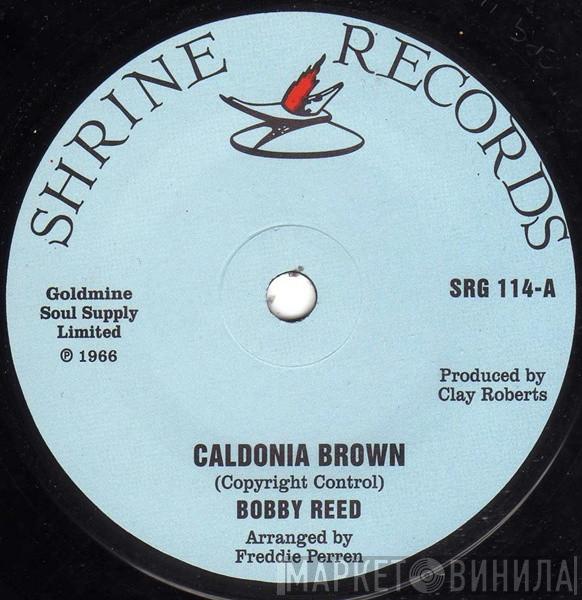 SHRINE RECORDS
Goldmine
Soul Supply
Limited
℗ 1966
SRG 114-A
Produced by
Clay Roberts
CALDONIA BROWN
(Copyright Control)
BOBBY REED
Arranged by
Freddie Perren
МАРКЕТ ВИНИЛА